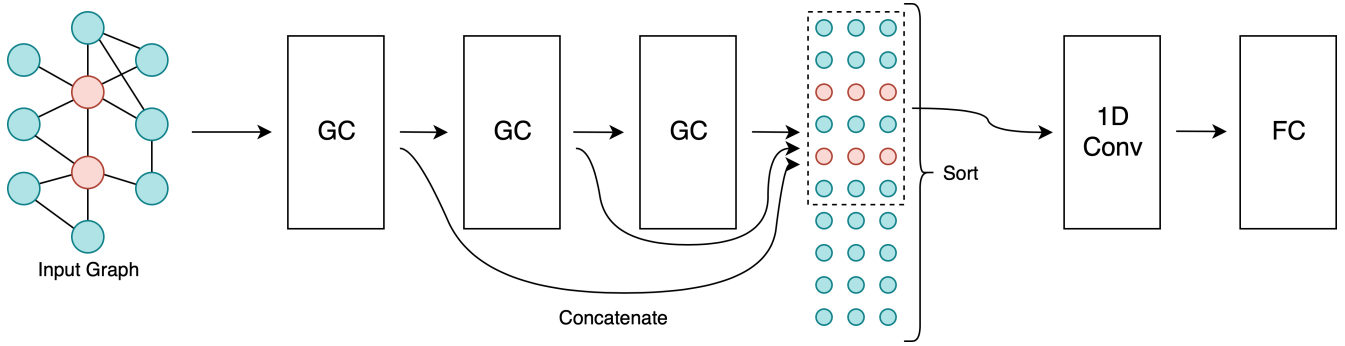 Input Graph
GC
GC
GC
Concatenate
Sort
1D
Conv
FC